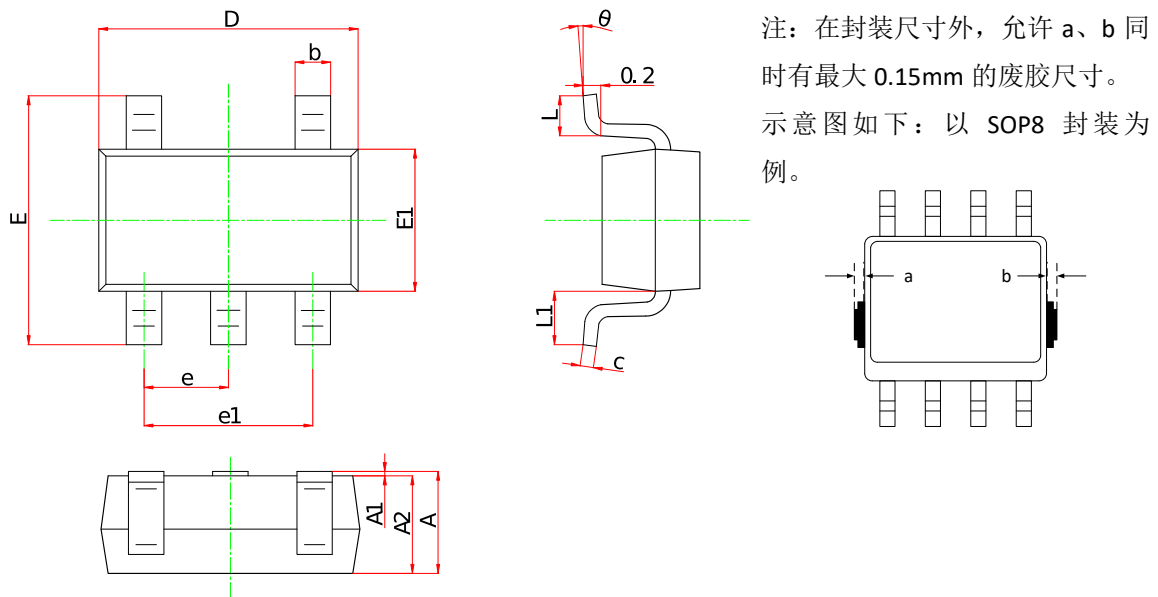 D
b
E
E1
e
e1
θ
0.2
L
L1
c
A1
A2
A
注：在封装尺寸外，允许 a、b 同
时有最大 0.15mm 的废胶尺寸。
示意图如下：以 SOP8 封装为
例。
a
b